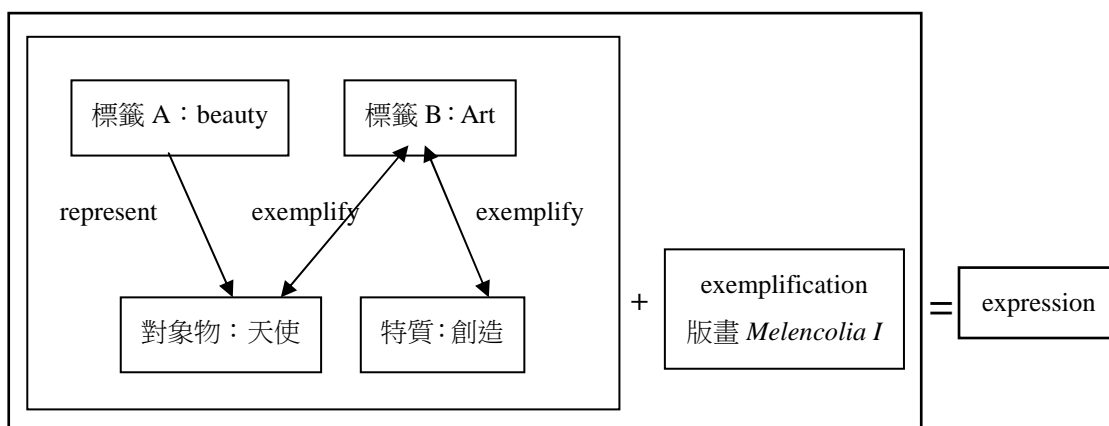 標籤 A：beauty
標籤 B：Art
represent
exemplify
exemplify
對象物：天使
特質：創造
+
exemplification
版畫 Melencolia I
=
expression